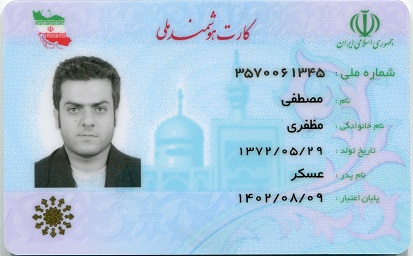 کارت هوشمند ملی
جمهوری اسلامی ایران
شماره ملی : ۳۵۷۰۰۶۱۳۴۵
نام : مصطفی
نام خانوادگی : مظفری
تاریخ تولد : ۱۳۷۲/۰۵/۲۹
نام پدر : عسکر
پایان اعتبار : ۱۴۰۲/۰۸/۰۹